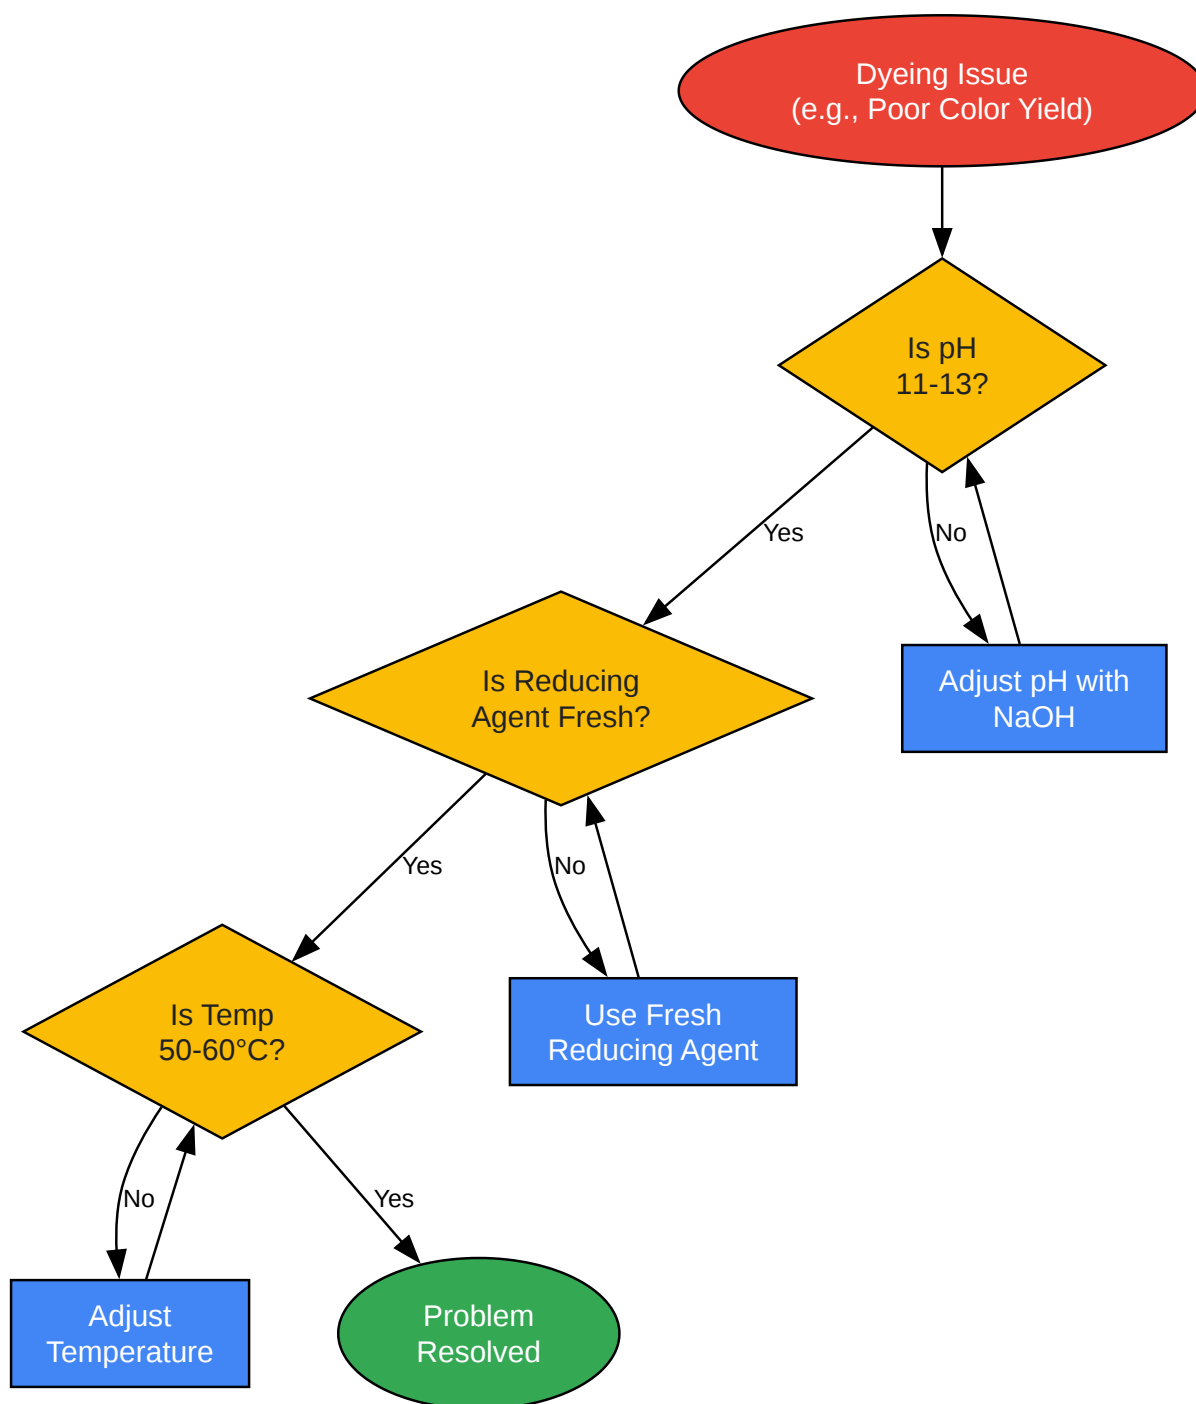 Dyeing Issue
(e.g., Poor Color Yield)
Is pH
11-13?
Yes
No
Is Reducing
Agent Fresh?
Adjust pH with
NaOH
Yes
No
Is Temp
50-60°C?
Use Fresh
Reducing Agent
No
Yes
Adjust
Temperature
Problem
Resolved